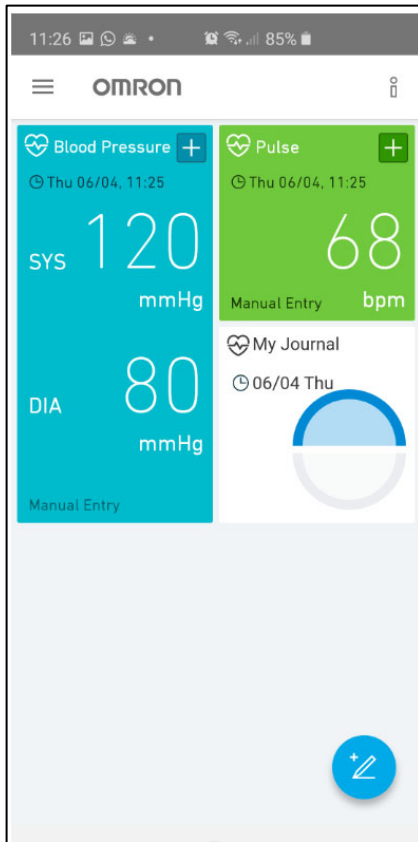 11:26 85%
OMRON
Blood Pressure +
Thu 06/04, 11:25
SYS 120
mmHg
DIA 80
mmHg
Manual Entry
Pulse +
Thu 06/04, 11:25
68
Manual Entry bpm
My Journal
06/04 Thu